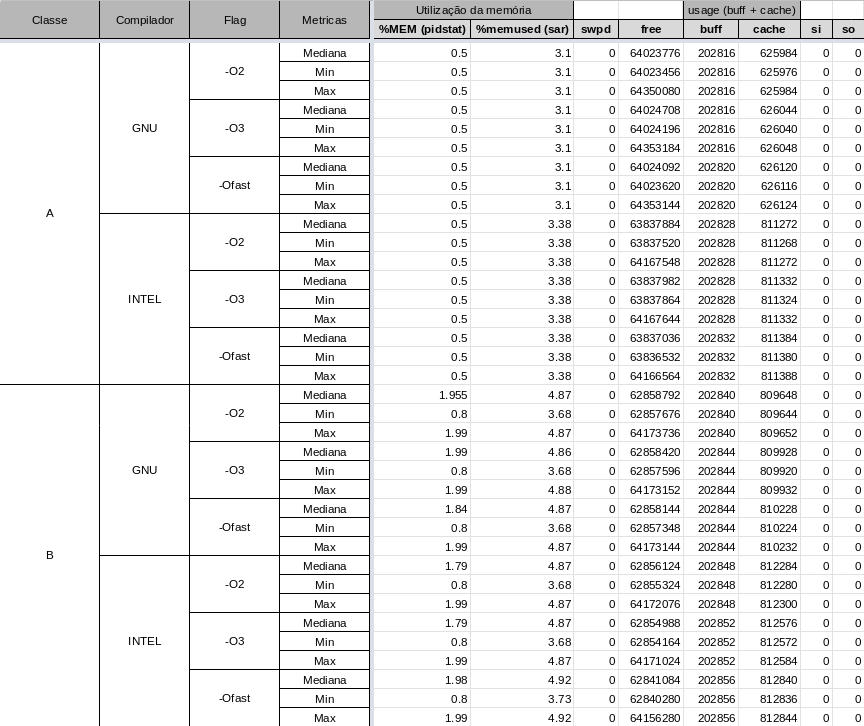 Classe Compilador Flag Metricas Utilização da memória usage (buff + cache)
%MEM (pidstat) %memused (sar) swpd free buff cache si so
A GNU -O2 Mediana 0.5 3.1 0 64023776 202816 625984 0 0
Min 0.5 3.1 0 64023456 202816 625976 0 0
Max 0.5 3.1 0 64350080 202816 625984 0 0
-O3 Mediana 0.5 3.1 0 64024708 202816 626044 0 0
Min 0.5 3.1 0 64024196 202816 626040 0 0
Max 0.5 3.1 0 64353184 202816 626048 0 0
-Ofast Mediana 0.5 3.1 0 64024092 202820 626120 0 0
Min 0.5 3.1 0 64023620 202820 626116 0 0
Max 0.5 3.1 0 64353144 202820 626124 0 0
INTEL -O2 Mediana 0.5 3.38 0 63837884 202828 811272 0 0
Min 0.5 3.38 0 63837520 202828 811268 0 0
Max 0.5 3.38 0 64167548 202828 811272 0 0
-O3 Mediana 0.5 3.38 0 63837982 202828 811332 0 0
Min 0.5 3.38 0 63837864 202828 811324 0 0
Max 0.5 3.38 0 64167644 202828 811332 0 0
-Ofast Mediana 0.5 3.38 0 63837036 202832 811384 0 0
Min 0.5 3.38 0 63836532 202832 811380 0 0
Max 0.5 3.38 0 64166564 202832 811388 0 0
B GNU -O2 Mediana 1.955 4.87 0 62858792 202840 809648 0 0
Min 0.8 3.68 0 62857676 202840 809644 0 0
Max 1.99 4.87 0 64173736 202840 809652 0 0
-O3 Mediana 1.99 4.86 0 62858420 202844 809928 0 0
Min 0.8 3.68 0 62857596 202844 809920 0 0
Max 1.99 4.88 0 64173152 202844 809932 0 0
-Ofast Mediana 1.84 4.87 0 62858144 202844 810228 0 0
Min 0.8 3.68 0 62857348 202844 810224 0 0
Max 1.99 4.87 0 64173144 202844 810232 0 0
INTEL -O2 Mediana 1.79 4.87 0 62856124 202848 812284 0 0
Min 0.8 3.68 0 62855324 202848 812280 0 0
Max 1.99 4.87 0 64172076 202848 812300 0 0
-O3 Mediana 1.79 4.87 0 62854988 202852 812576 0 0
Min 0.8 3.68 0 62854164 202852 812572 0 0
Max 1.99 4.87 0 64171024 202852 812584 0 0
-Ofast Mediana 1.98 4.92 0 62841084 202856 812840 0 0
Min 0.8 3.73 0 62840280 202856 812836 0 0
Max 1.99 4.92 0 64156280 202856 812844 0 0